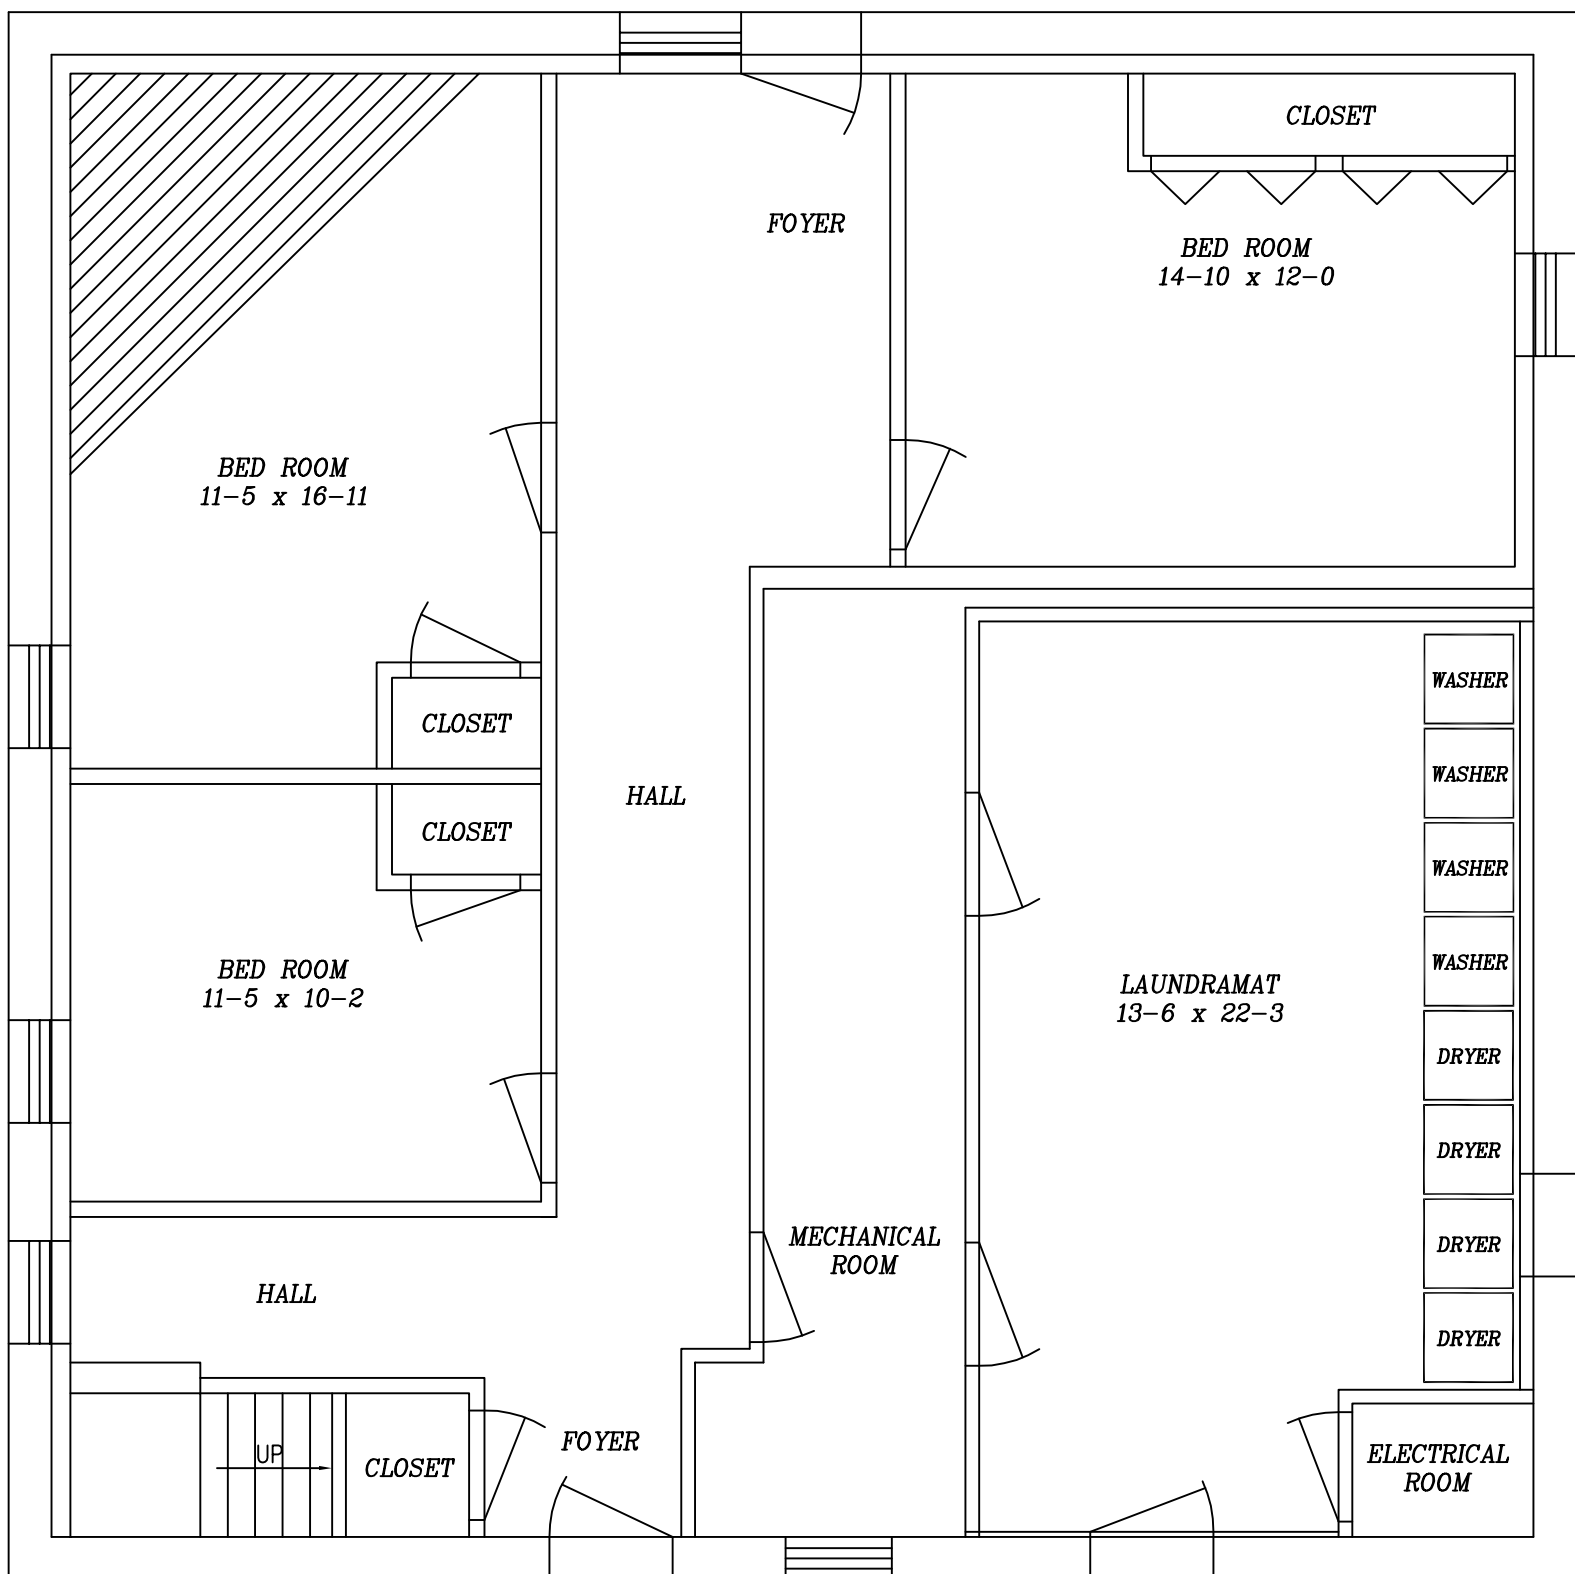 CLOSET
FOYER
BED ROOM
14-10 x 12-0
BED ROOM
11-5 x 16-11
WASHER
CLOSET
WASHER
HALL
CLOSET
WASHER
WASHER
BED ROOM
11-5 x 10-2
LAUNDRAMAT
13-6 x 22-3
DRYER
DRYER
MECHANICAL
ROOM
DRYER
HALL
DRYER
FOYER
UP
CLOSET
ELECTRICAL
ROOM